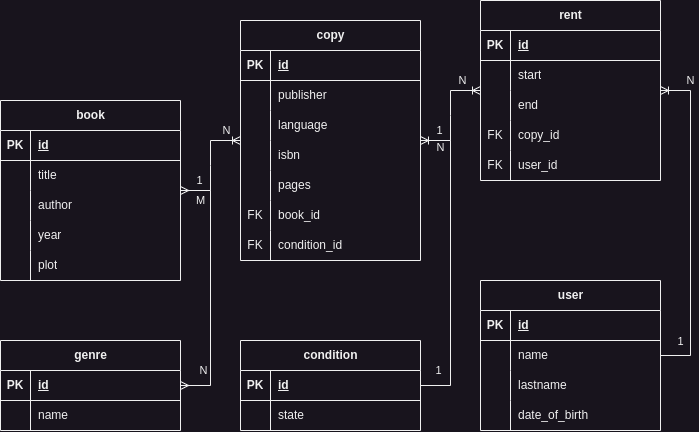 copy
PK id
publisher
language
isbn
pages
FK book_id
FK condition_id
rent
PK id
start
end
FK copy_id
FK user_id
book
PK id
title
author
year
plot
N
1
M
N
1
N
N
N
1
1
genre
PK id
name
condition
PK id
state
user
PK id
name
lastname
date_of_birth